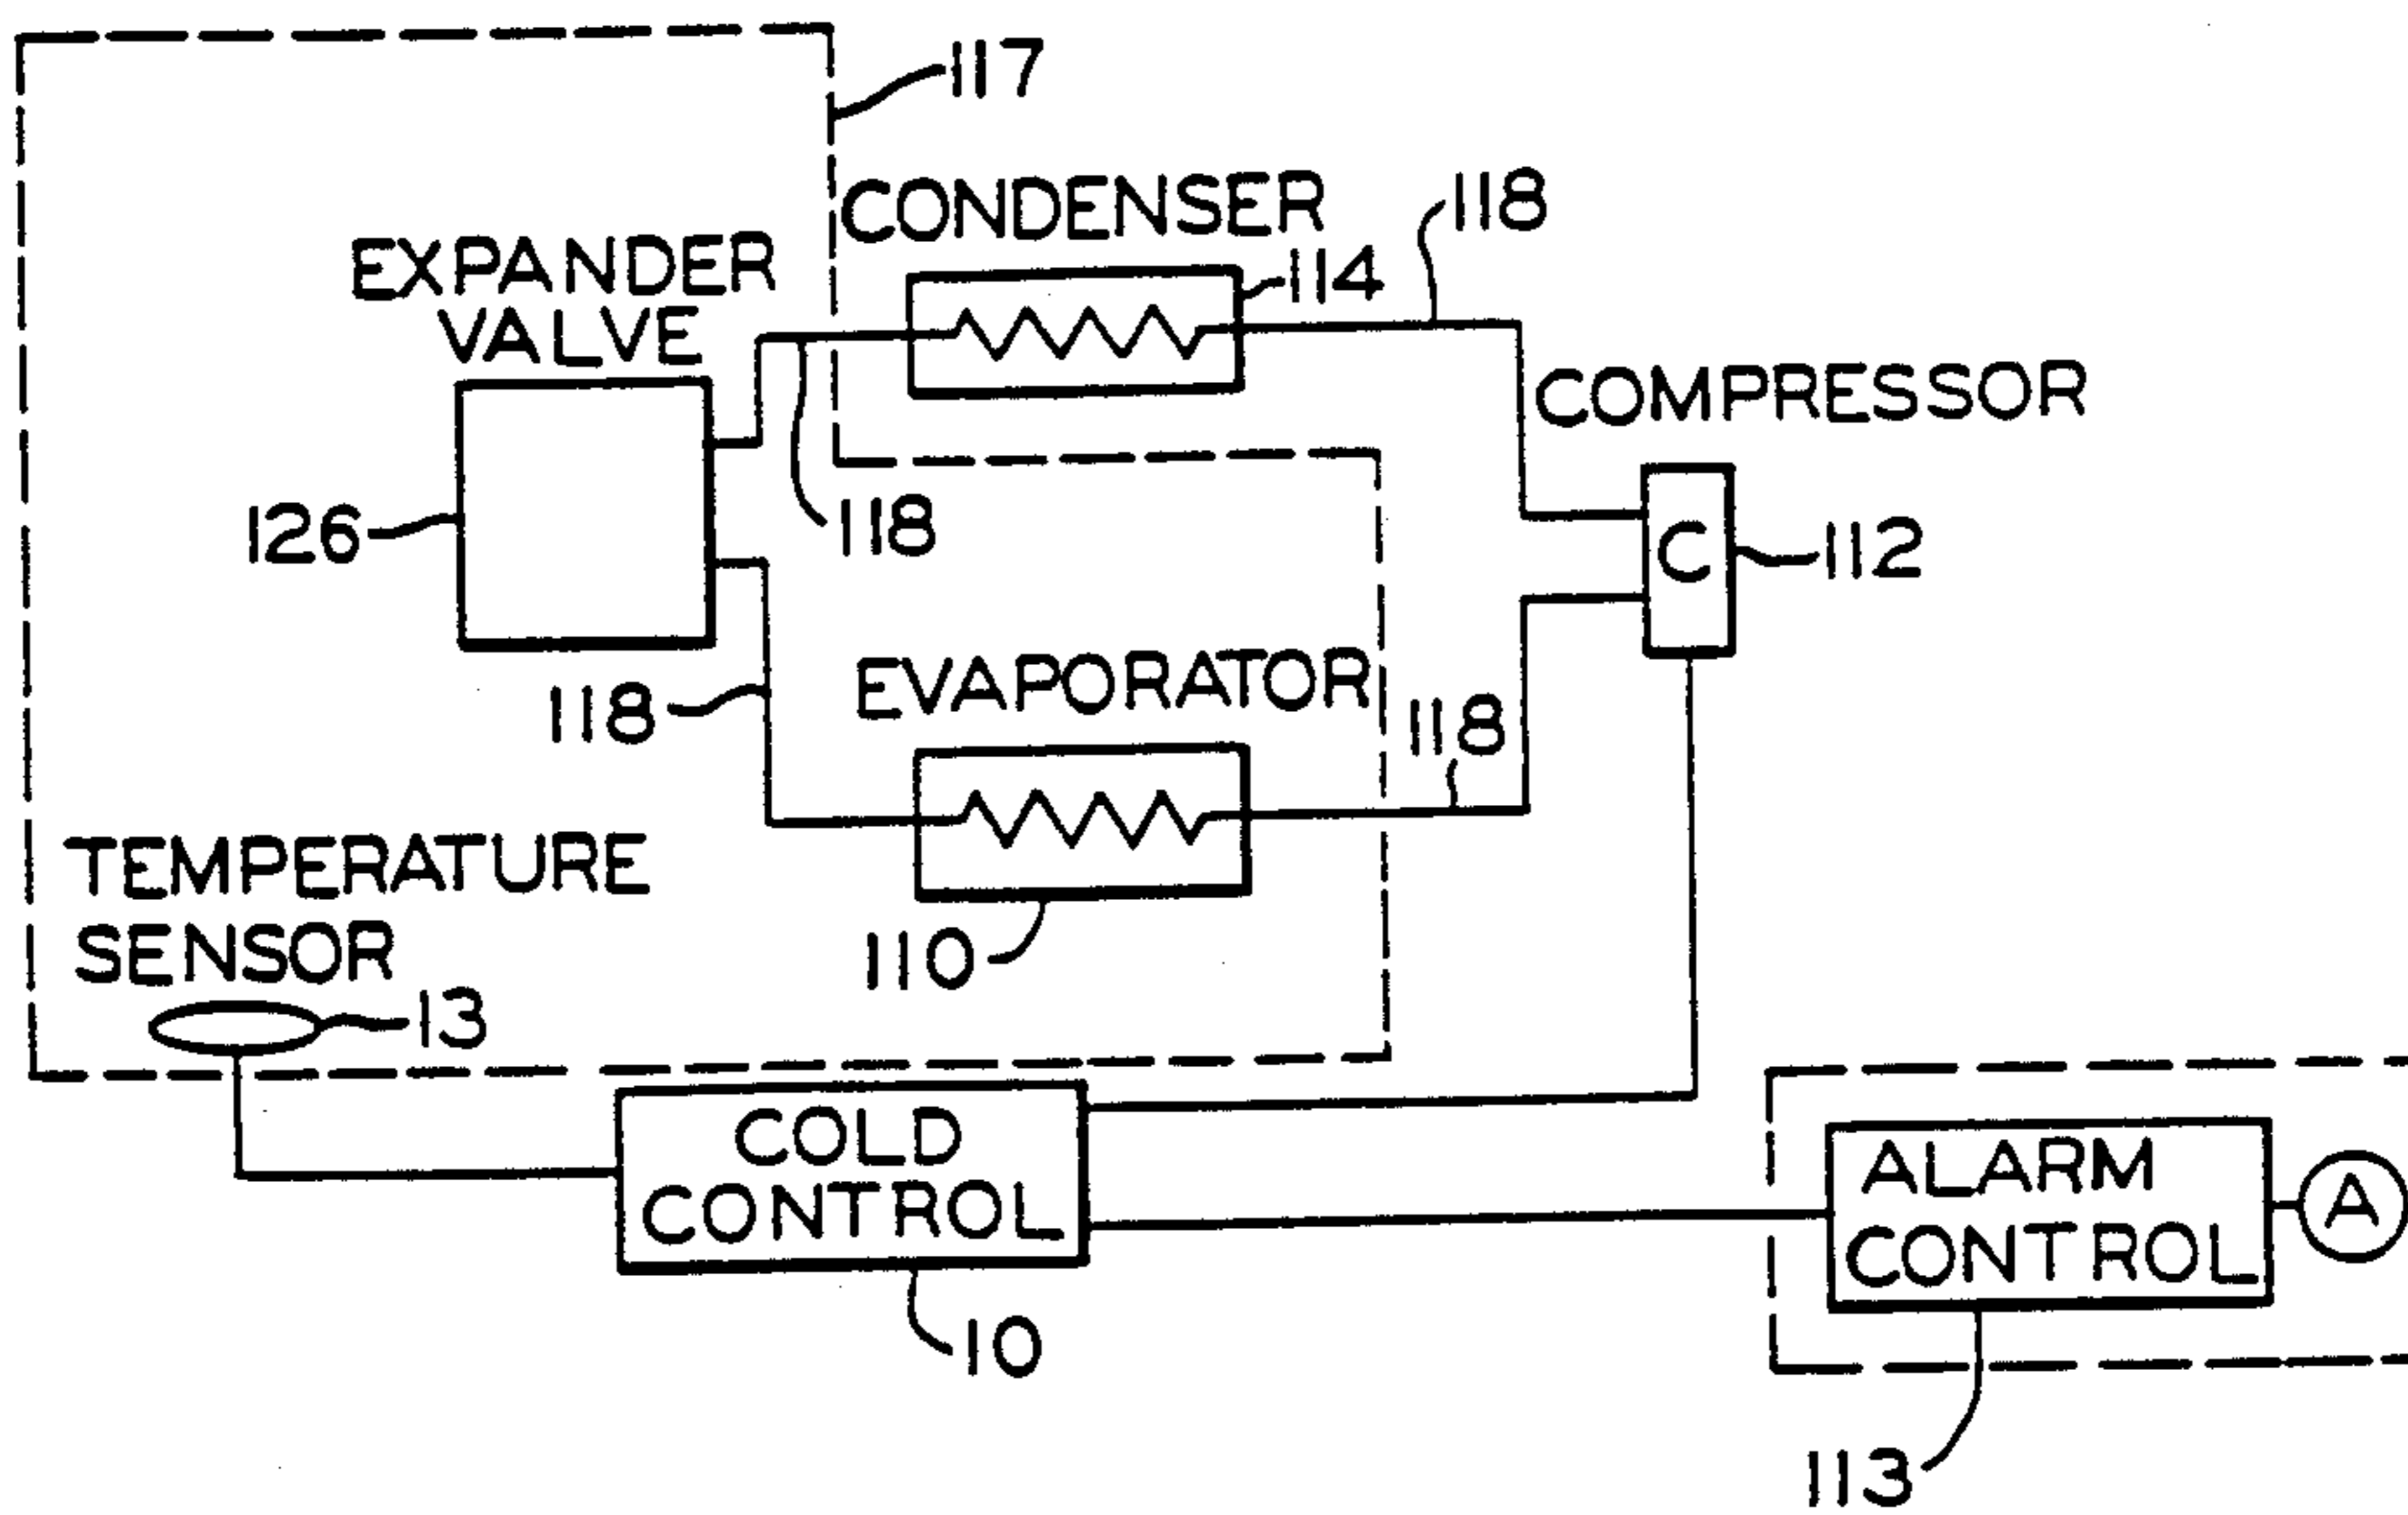 117
CONDENSER
118
EXPANDER
VALVE
114
COMPRESSOR
126
118
C
112
EVAPORATOR
118
118
TEMPERATURE
SENSOR
110
13
COLD
CONTROL
ALARM
CONTROL
A
10
113